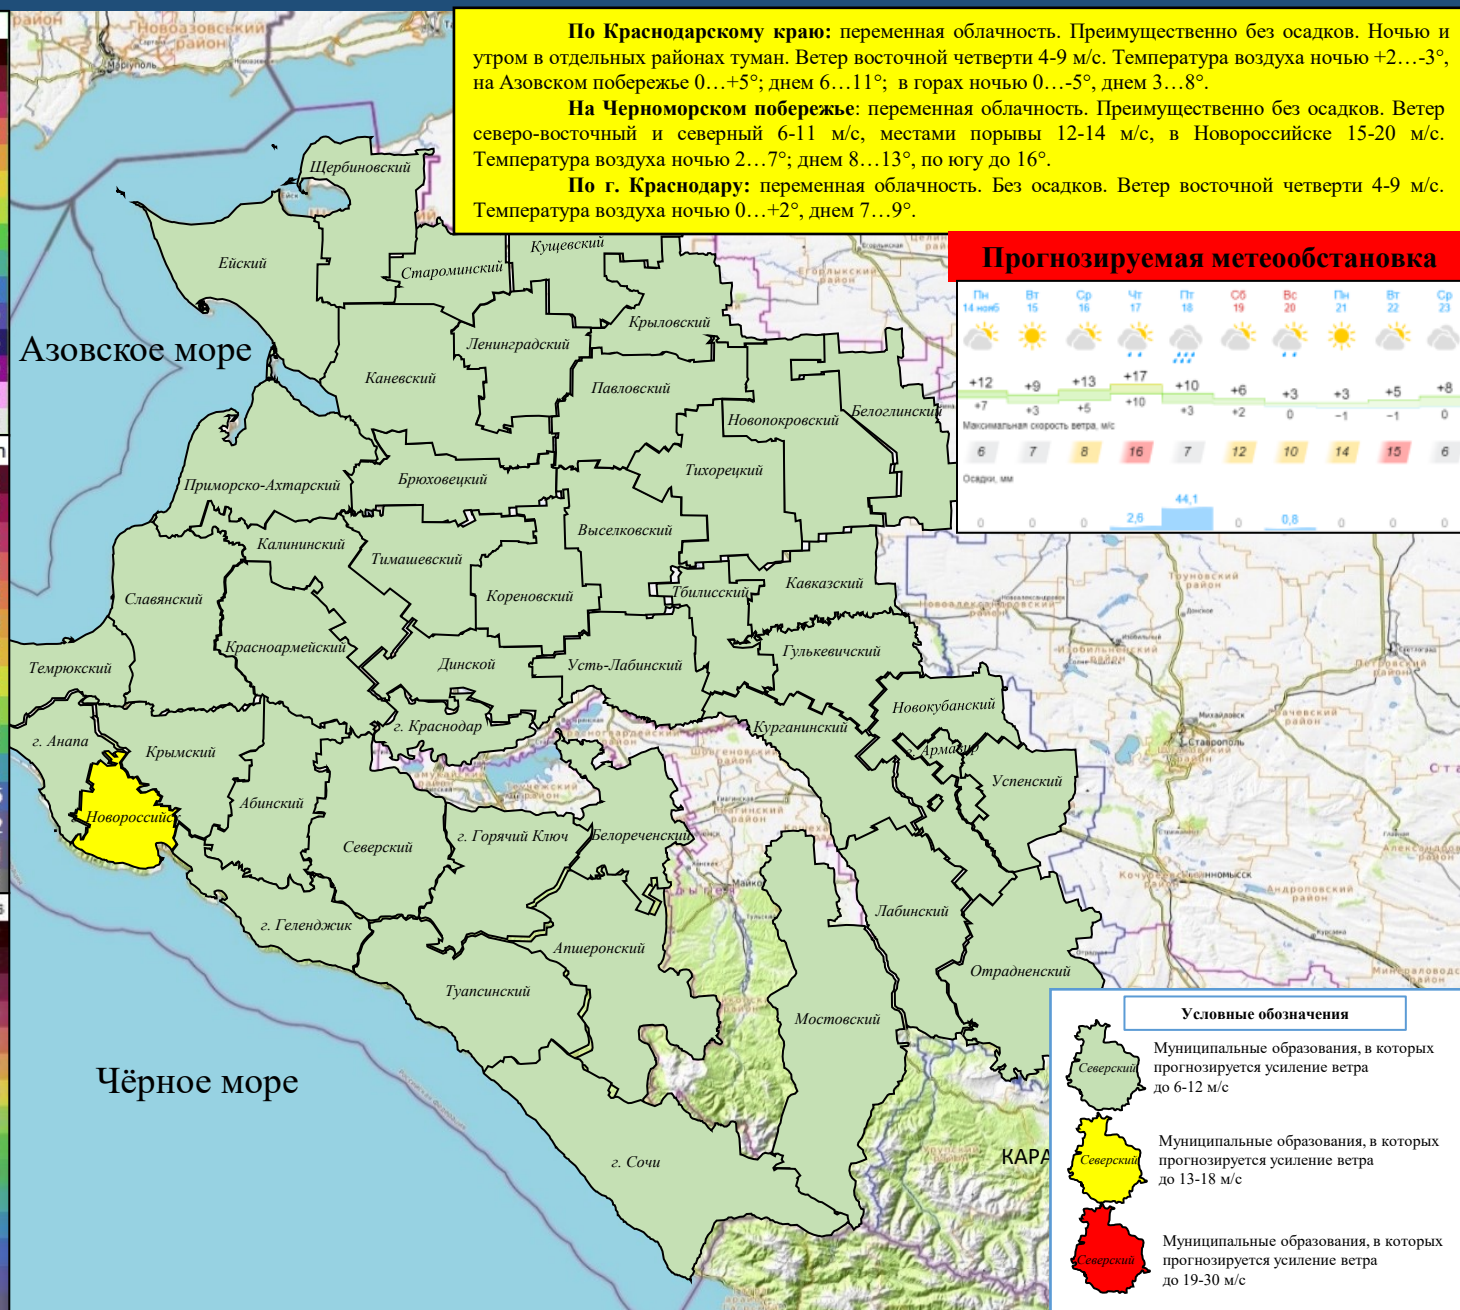 По Краснодарскому краю: переменная облачность. Преимущественно без осадков. Ночью и
утром в отдельных районах туман. Ветер восточной четверти 4-9 м/с. Температура воздуха ночью +2…-3°,
на Азовском побережье 0…+5°; днем 6…11°; в горах ночью 0…-5°, днем 3…8°.
На Черноморском побережье: переменная облачность. Преимущественно без осадков. Ветер
северо-восточный и северный 6-11 м/с, местами порывы 12-14 м/с, в Новороссийске 15-20 м/с.
Температура воздуха ночью 2…7°; днем 8…13°, по югу до 16°.
По г. Краснодару: переменная облачность. Без осадков. Ветер восточной четверти 4-9 м/с.
Температура воздуха ночью 0…+2°, днем 7…9°.
Прогнозируемая метеообстановка
Пн Вт Ср Чт Пт Сб Вс Пн Вт Ср
14 нояб 15 16 17 18 19 20 21 22 23
+12 +9 +13 +17 +10 +6 +3 +3 +5 +8
+7 +3 +5 +10 +3 +2 0 −1 −1 0
Максимальная скорость ветра, м/с
6 7 8 16 7 12 10 14 15 6
Осадки, мм
0 0 0 2,6 44,1 0 0,8 0 0 0
Новоазовський
район
Мариуполь
Щербиновский
Ейский
Староминский
Кущевский
Крыловский
Ленинградский
Азовское море
Каневский
Павловский
Новопокровский
Белоглинский
Тихорецкий
Приморско-Ахтарский
Брюховецкий
Выселковский
Калининский
Тимашевский
Славянский
Кореновский
Тбилисский
Кавказский
Красноармейский
Динской
Усть-Лабинский
Гулькевичский
Темрюкский
г. Анапа
Крымский
г. Краснодар
Курганинский
Новокубанский
г. Армавир
Успенский
Новороссийск
Абинский
Северский
г. Горячий Ключ
Белореченский
Лабинский
г. Геленджик
Апшеронский
Отрадненский
Туапсинский
Мостовский
Чёрное море
г. Сочи
Ставрополь
Михайловск
КАРА
Условные обозначения
Северский
Муниципальные образования, в которых
прогнозируется усиление ветра
до 6-12 м/с
Северский
Муниципальные образования, в которых
прогнозируется усиление ветра
до 13-18 м/с
Северский
Муниципальные образования, в которых
прогнозируется усиление ветра
до 19-30 м/с